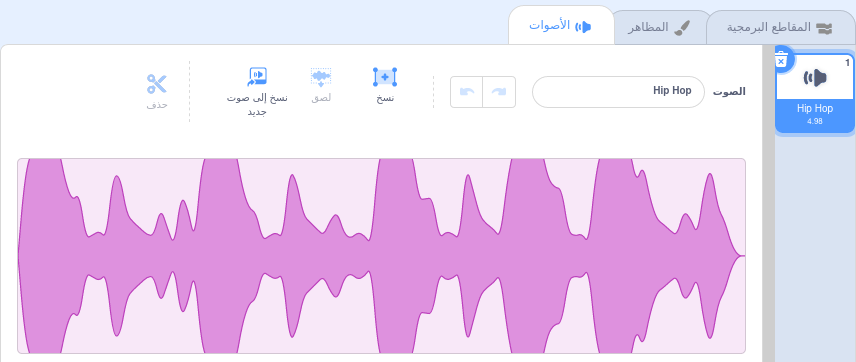 المقاطع البرمجية
المظاهر
الأصوات
1
Hip Hop
4.98
الصوت
Hip Hop
نسخ
لصق
نسخ إلى صوت
جديد
حذف